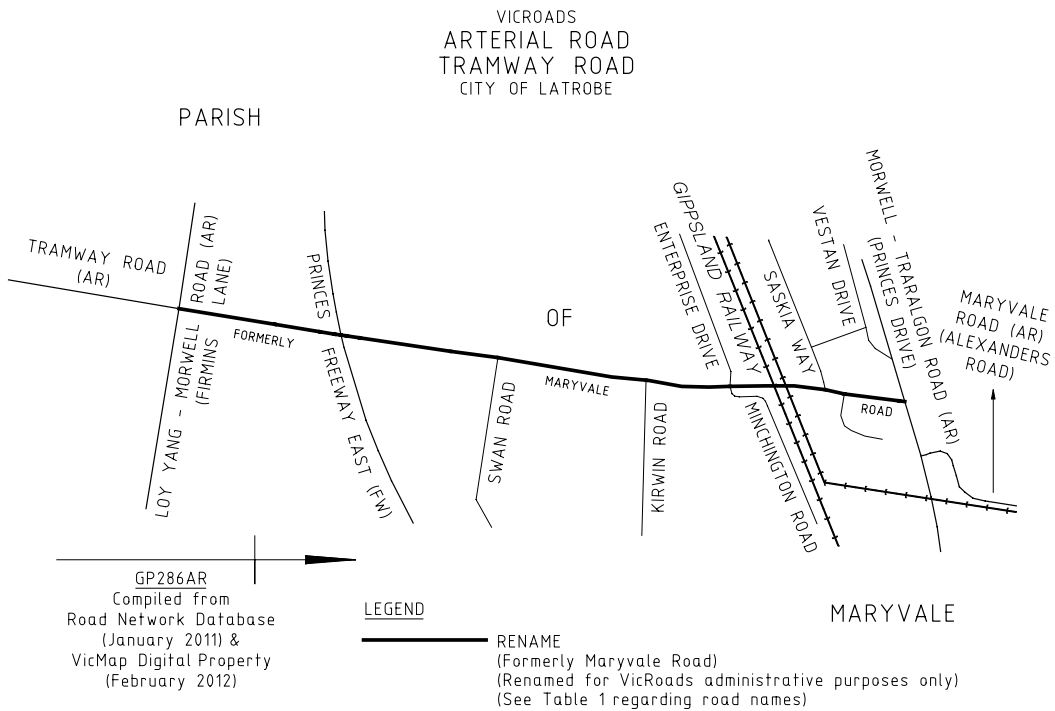 VICROADS
ARTERIAL ROAD
TRAMWAY ROAD
CITY OF LATROBE
PARISH
OF
MARYVALE
TRAMWAY ROAD
(AR)
LOY YANG - MORWELL ROAD (AR)
(FIRMINS LANE)
FORMERLY
MARYVALE
ROAD
PRINCES FREEWAY EAST (FW)
SWAN ROAD
KIRWIN ROAD
ENTERPRISE DRIVE
GIPPSLAND RAILWAY
MINCHINGTON ROAD
SASKIA WAY
VESTAN DRIVE
MORWELL - TRARALGON ROAD (AR)
(PRINCES DRIVE)
MARYVALE
ROAD (AR)
(ALEXANDERS
ROAD)
GP286AR
Compiled from
Road Network Database
(January 2011) &
VicMap Digital Property
(February 2012)
LEGEND
RENAME
(Formerly Maryvale Road)
(Renamed for VicRoads administrative purposes only)
(See Table 1 regarding road names)